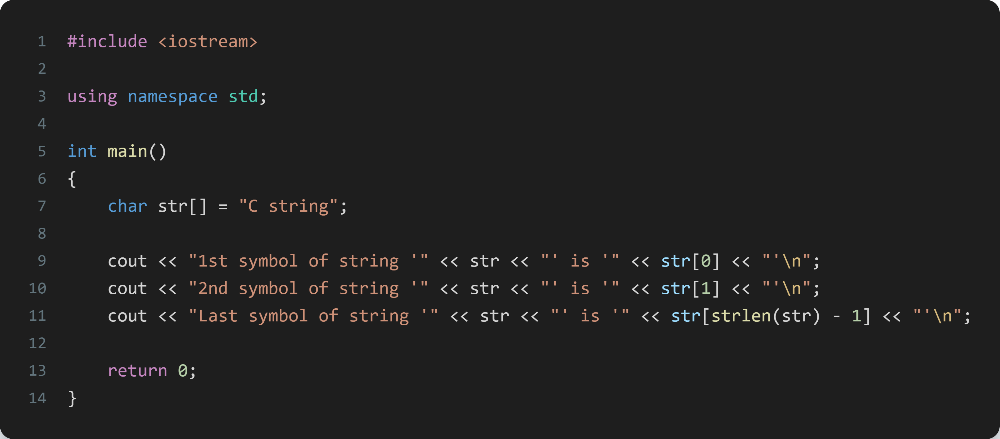 1 #include <iostream>
2
3 using namespace std;
4
5 int main()
6 {
7     char str[] = "C string";
8
9     cout << "1st symbol of string '" << str << "' is '" << str[0] << "'\n";
10     cout << "2nd symbol of string '" << str << "' is '" << str[1] << "'\n";
11     cout << "Last symbol of string '" << str << "' is '" << str[strlen(str) - 1] << "'\n";
12
13     return 0;
14 }